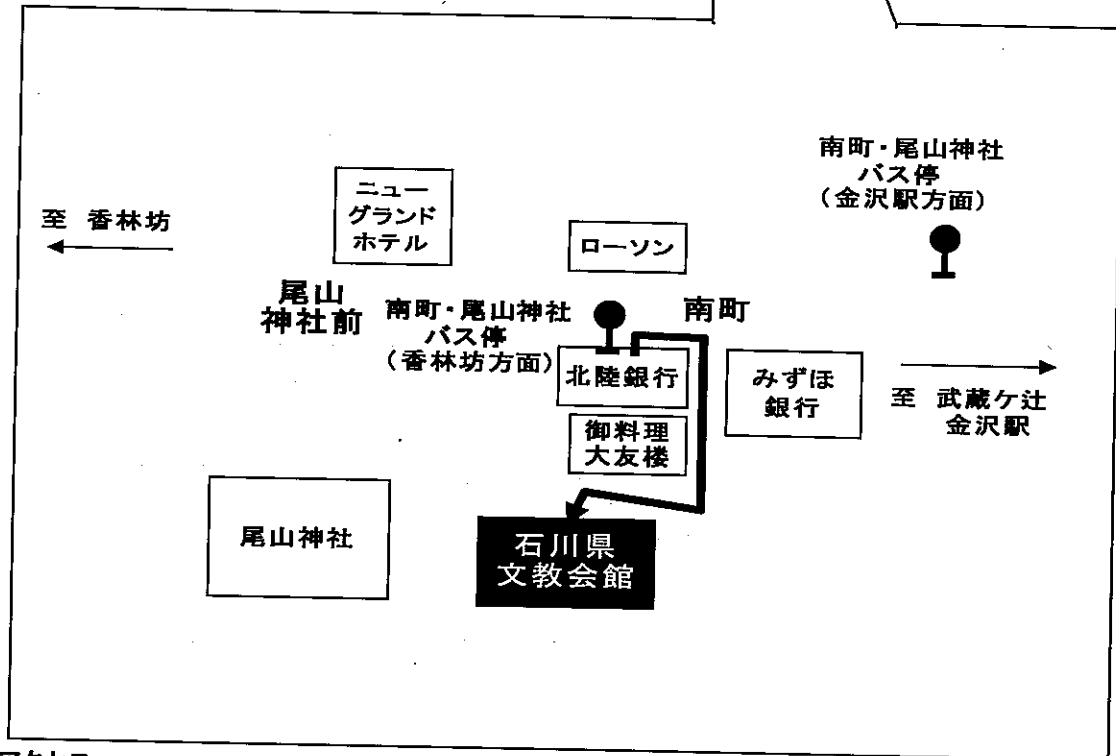 南町・尾山神社
バス停
(金沢駅方面)
至 香林坊
ニュー
グランド
ホテル
ローソン
尾山
神社前
南町・尾山神社
バス停
(香林坊方面)
南町
北陸銀行
みずほ
銀行
至 武蔵ケ辻
金沢駅
御料理
大友楼
尾山神社
石川県
文教会館